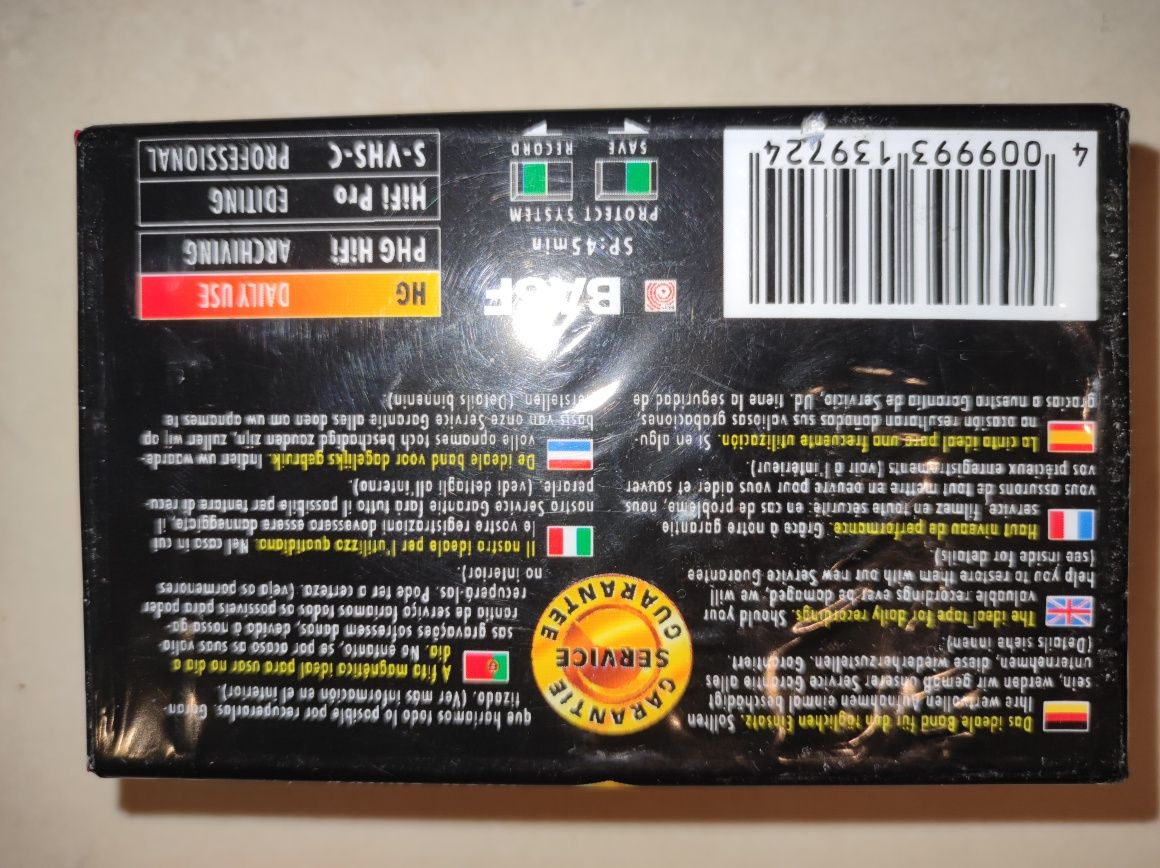 Das ideale Band für den täglichen Einsatz. Sollten
Ihre wertvollen Aufnahmen einmal beschädigt
sein, werden wir gemäß unserer Service Garantie alles
unternehmen, diese wiederherzustellen. Garantiert
(Details siehe innen)
The ideal tape for daily recordings. Should your
valuable recordings ever be damaged, we will
help you to restore them with our new Service Guarantee
(see inside for details)
Haut niveau de performance. Grâce à notre garantie
service, filmez en toute sécurité: en cas de problème, nous
vous assurons de tout mettre en oeuvre pour vous aider et sauver
vos précieux enregistrements (voir à l'intérieur)
La cinta ideal para una frecuente utilización. Si en algu-
na ocasión resultaran dañadas sus valiosas grabaciones,
gracias a nuestra Garantía de Servicio, Ud. tiene la seguridad de
GARANTIE
SERVICE
GUARANTEE
que haríamos todo lo posible por recuperarlas. Garan-
tizado. (Ver más información en el interior).
A fita magnética ideal para usar no dia a
dia. No entanto, se por acaso as suas valio-
sas gravações sofressem danos, devido à nossa ga-
rantia de serviço faríamos todos os possíveis para poder
recuperá-las. Pode ter a certeza. (veja os pormenores
no interior).
Il nastro ideale per l'utilizzo quotidiano. Nel caso in cui
le vostre registrazioni dovessero essere danneggiate, il
nostro Service Garantie farà tutto il possibile per tentare di recu-
perarle. (vedi dettagli all'interno).
De ideale band voor dagelijks gebruik. Indien uw waarde-
volle opnames toch beschadigd zouden zijn, zullen wij op
basis van onze Service Garantie alles doen om uw opnames te
herstellen (Details binnenin)
4 009993 139724
BASF
SP:45min
PROTECT SYSTEM
SAVE RECORD
HG DAILY USE
PHG HiFi ARCHIVING
HiFi Pro EDITING
S-VHS-C PROFESSIONAL